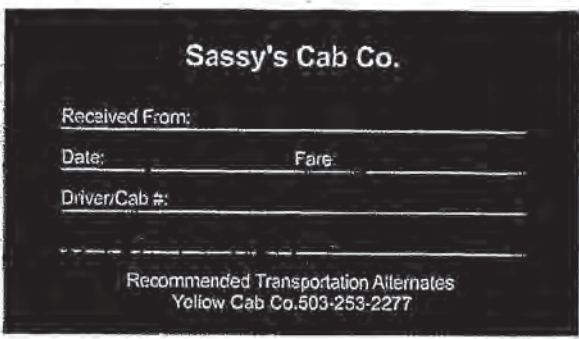 Sassy's Cab Co.
Received From:
Date: Fare:
Driver/Cab #:
Recommended Transportation Alternates
Yellow Cab Co.503-253-2277